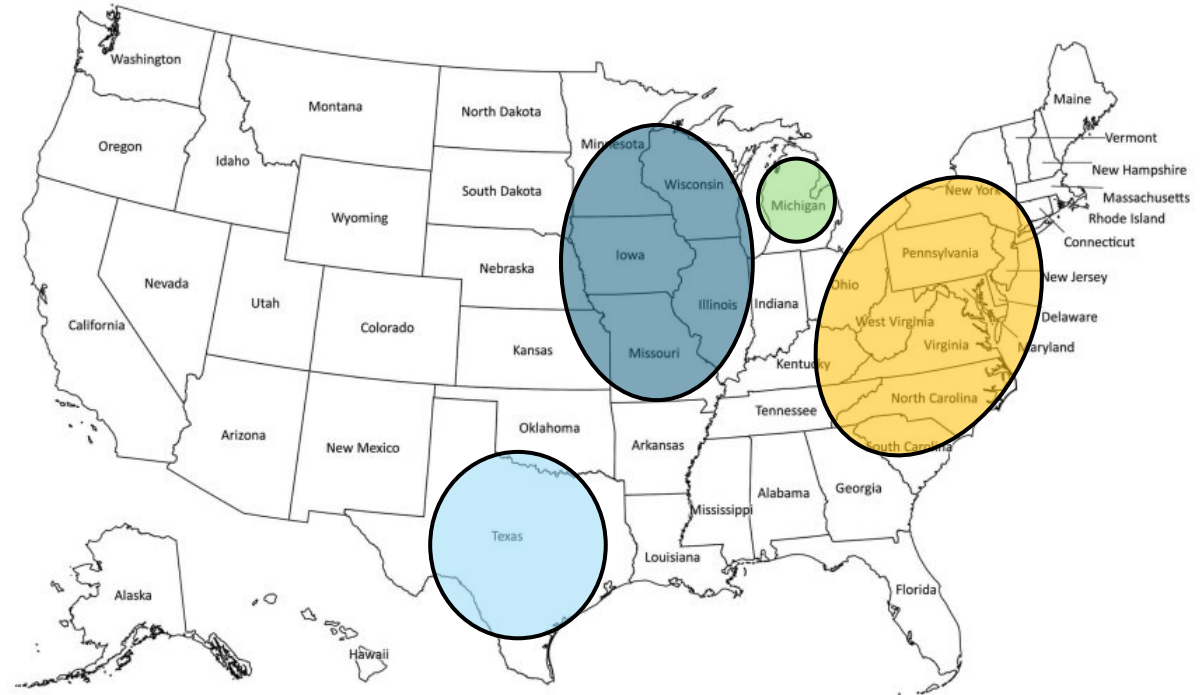 Washington
Maine
Montana
North Dakota
Vermont
Oregon
Minnesota
Idaho
New Hampshire
Wisconsin
South Dakota
New York
Massachusetts
Michigan
Wyoming
Rhode Island
Connecticut
Iowa
Pennsylvania
Nebraska
New Jersey
Nevada
Ohio
Utah
Illinois
Indiana
Delaware
California
Colorado
West Virginia
Virginia
Maryland
Kansas
Missouri
Kentucky
North Carolina
Tennessee
Oklahoma
Arizona
New Mexico
Arkansas
South Carolina
Georgia
Alabama
Mississippi
Texas
Louisiana
Florida
Alaska
Hawaii